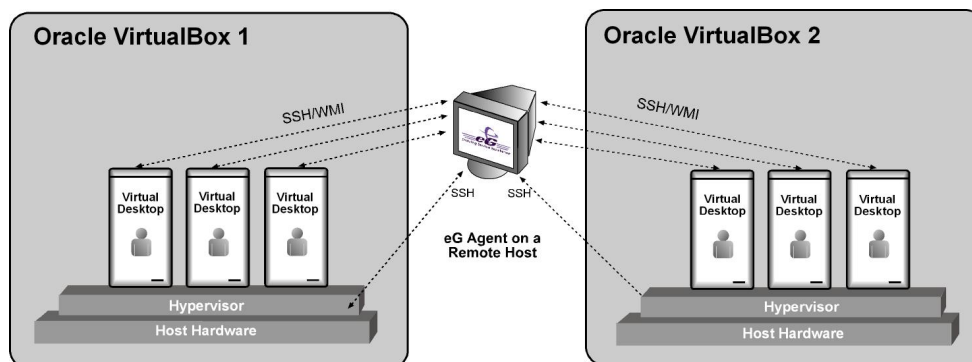 Oracle VirtualBox 1
Oracle VirtualBox 2
SSH/WMI
SSH/WMI
eG
Virtual
Desktop
Virtual
Desktop
Virtual
Desktop
Virtual
Desktop
Virtual
Desktop
Virtual
Desktop
SSH
SSH
eG Agent on a
Remote Host
Hypervisor
Host Hardware
Hypervisor
Host Hardware